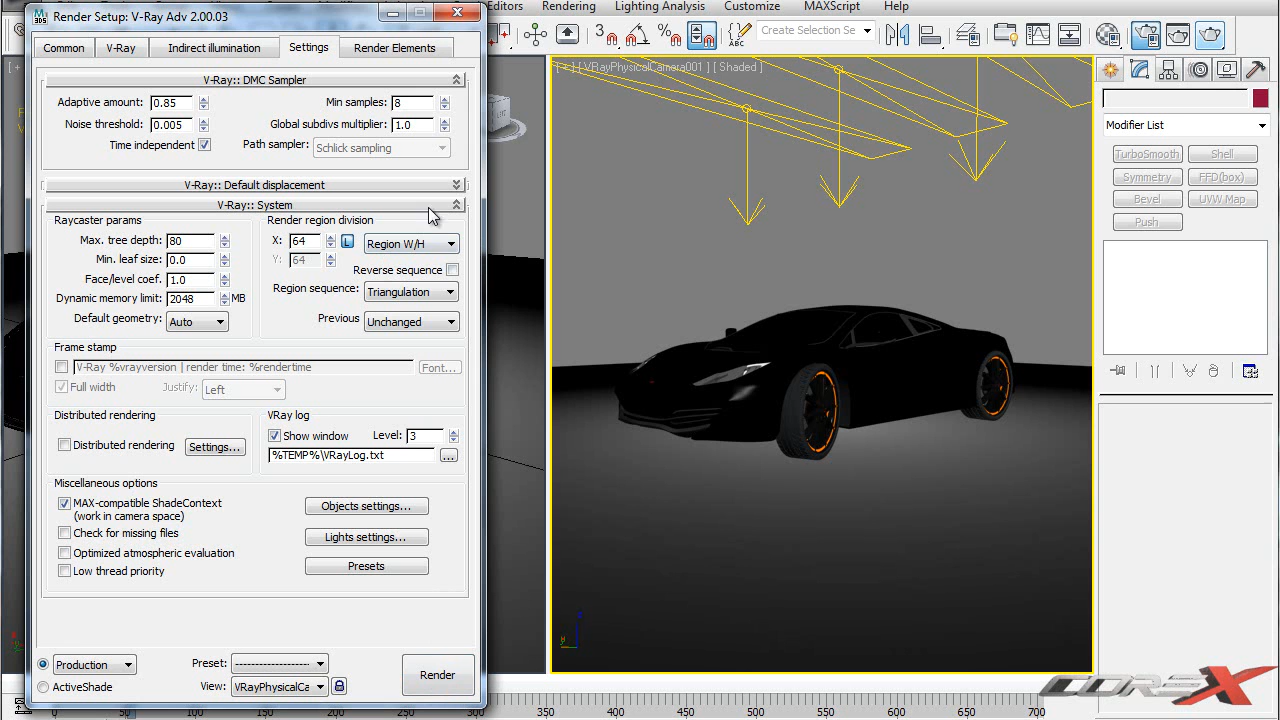 Render Setup: V-Ray Adv 2.00.03
Editors Rendering Lighting Analysis Customize MAXScript Help
Create Selection Se
Common V-Ray Indirect illumination Settings Render Elements
V-Ray:: DMC Sampler
Adaptive amount: 0.85 Min samples: 8
Noise threshold: 0.005 Global subdivs multiplier: 1.0
Time independent Path sampler: Schlick sampling
V-Ray:: Default displacement
V-Ray:: System
Raycaster params Render region division
Max. tree depth: 80 X: 64 L Region W/H
Min. leaf size: 0.0 Y: 64
Face/level coef. 1.0 Reverse sequence
Dynamic memory limit: 2048 MB Region sequence: Triangulation
Default geometry: Auto Previous Unchanged
Frame stamp
V-Ray %vrayversion | render time: %rendertime Font...
Full width Justify: Left
Distributed rendering VRay log
Distributed rendering Settings... Show window Level: 3
%TEMP%\VRayLog.txt ...
Miscellaneous options
MAX-compatible ShadeContext Objects settings...
(work in camera space)
Check for missing files Lights settings...
Optimized atmospheric evaluation
Low thread priority Presets
Production Preset: -------------------
ActiveShade View: VRayPhysicalCa Render
[ + ] [ VRayPhysicalCamera001 ] [ Shaded ]
Modifier List
TurboSmooth Shell
Symmetry FFD(box)
Bevel UVW Map
Push
COREX
0 50 350 400 450 500 550 600 650 700